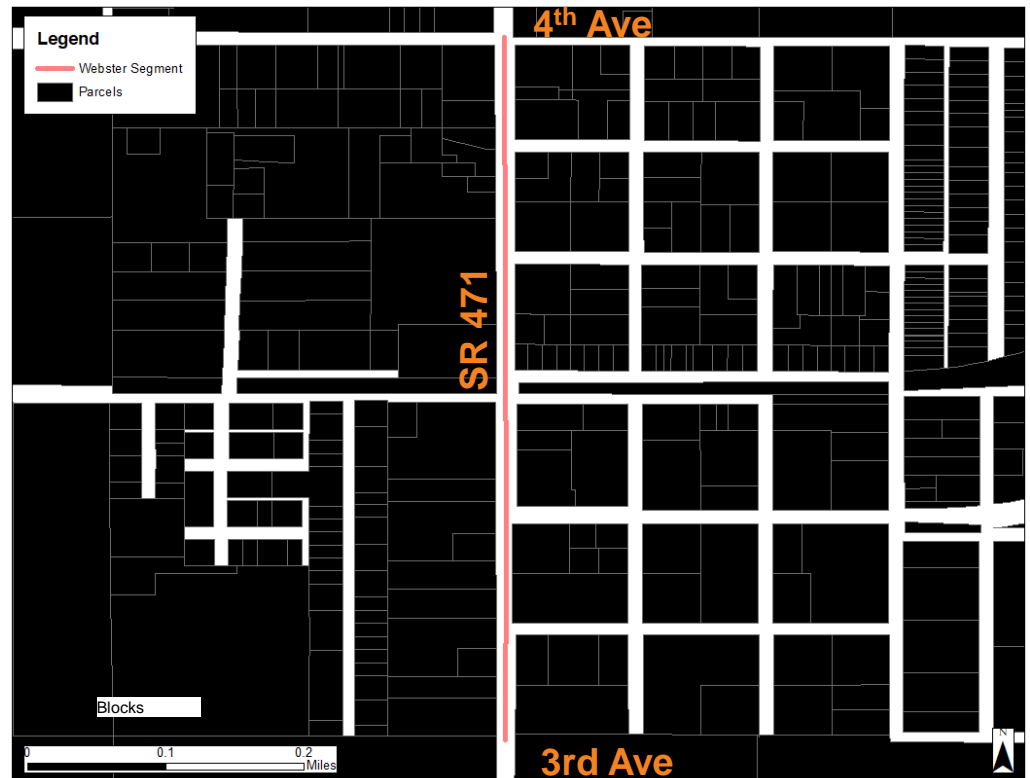 4th Ave
Legend
Webster Segment
Parcels
SR 471
Blocks
0 0.1 0.2
Miles
3rd Ave
N